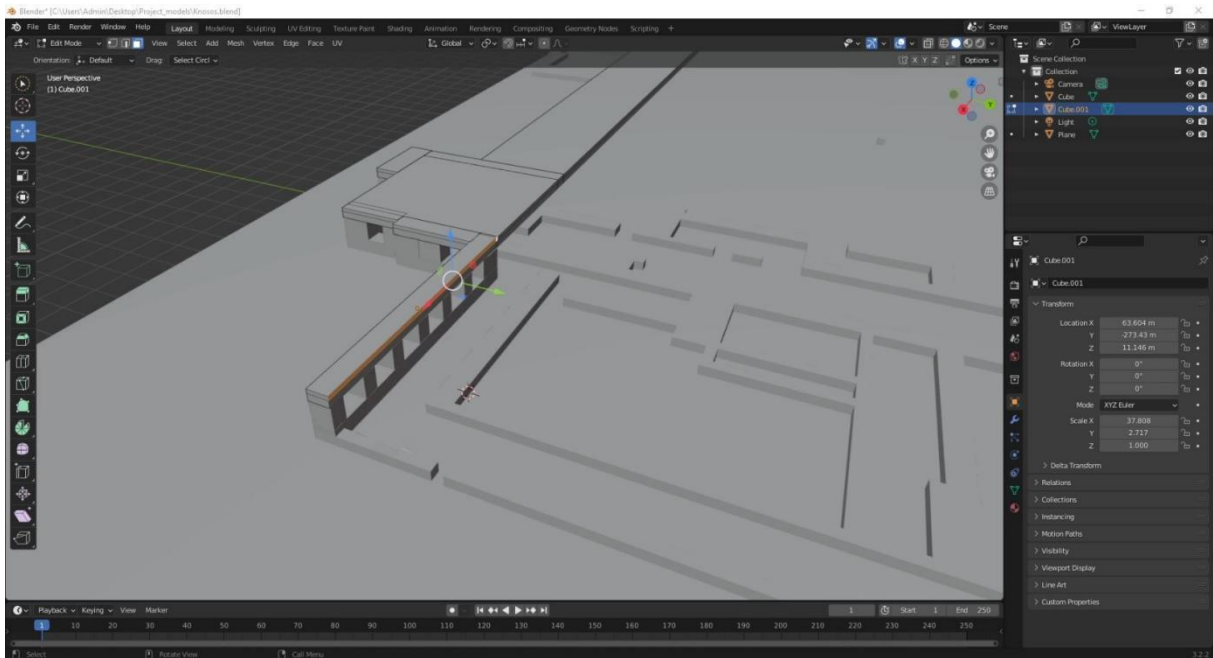 Blender* [C:\Users\Admin\Desktop\Project_models\Knosos.blend]
File Edit Render Window Help Layout Modeling Sculpting UV Editing Texture Paint Shading Animation Rendering Compositing Geometry Nodes Scripting + Scene ViewLayer
Edit Mode View Select Add Mesh Vertex Edge Face UV Global
Orientation: Default Drag: Select Circl X Y Z Options
User Perspective
(1) Cube.001
Z
Y
X
Scene Collection
Collection
Camera
Cube
Cube.001
Light
Plane
Cube.001
Cube.001
Transform
Location X 63.604 m
Y -273.43 m
Z 11.146 m
Rotation X 0°
Y 0°
Z 0°
Mode XYZ Euler
Scale X 37.808
Y 2.717
Z 1.000
Delta Transform
Relations
Collections
Instancing
Motion Paths
Visibility
Viewport Display
Line Art
Custom Properties
Playback Keying View Marker 1 Start 1 End 250
1 10 20 30 40 50 60 70 80 90 100 110 120 130 140 150 160 170 180 190 200 210 220 230 240 250
Select Rotate View Call Menu 3.2.2